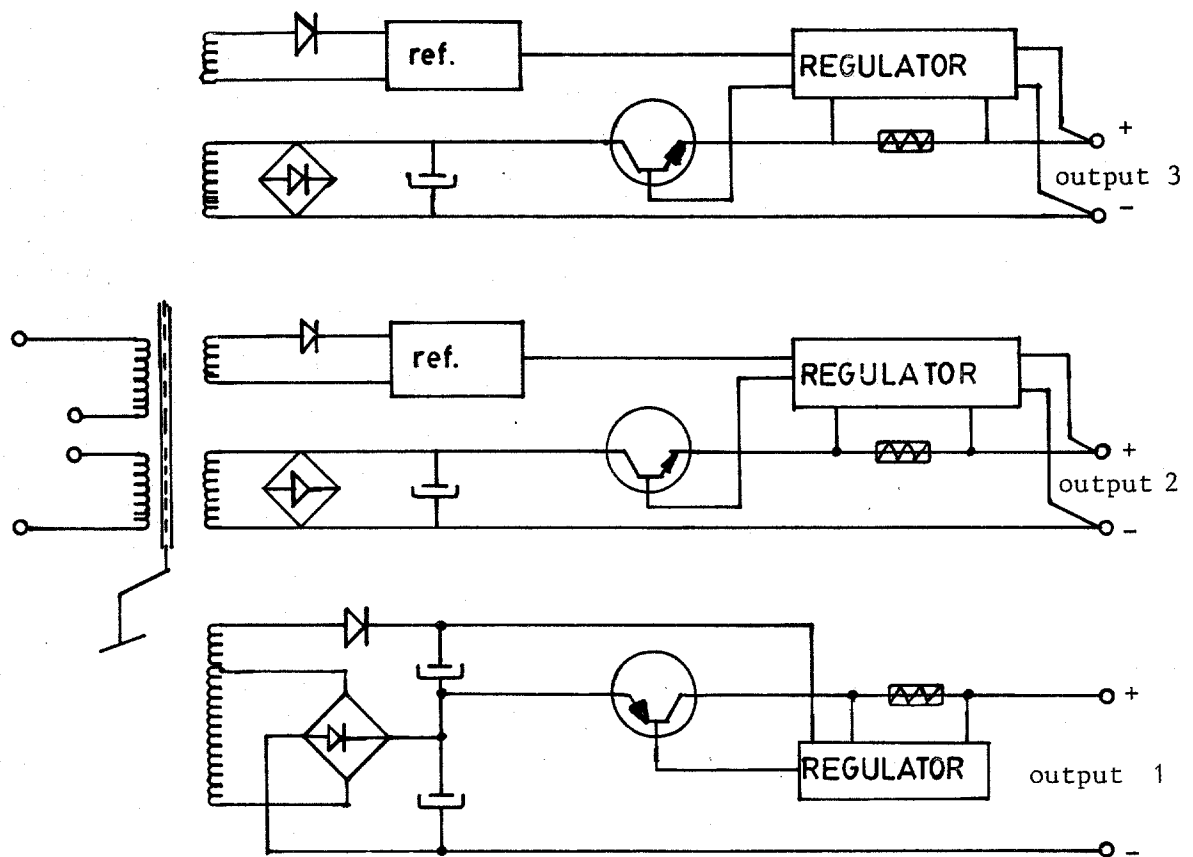 ref.
REGULATOR
+
output 3
-
ref.
REGULATOR
+
output 2
-
+
REGULATOR
output 1
-